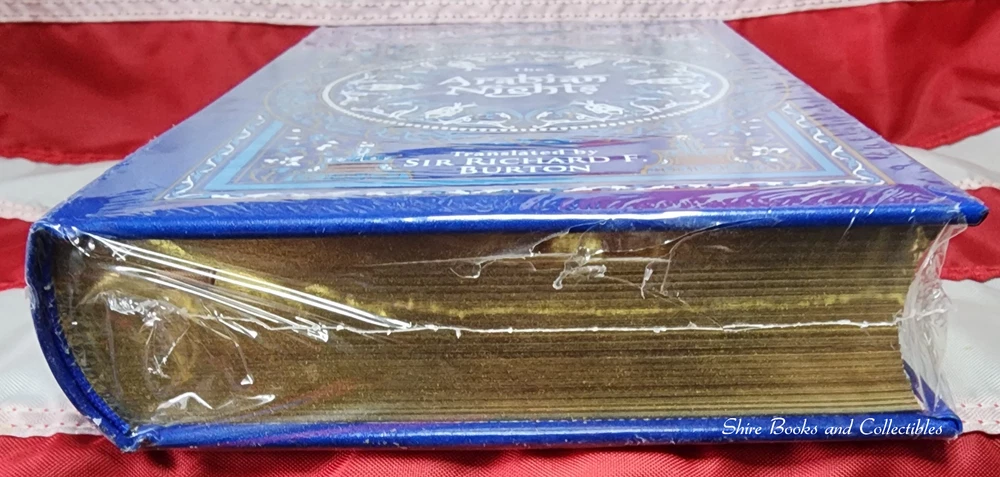 The
Arabian
Nights
Translated by
Sir Richard F.
Burton
Shire Books and Collectibles